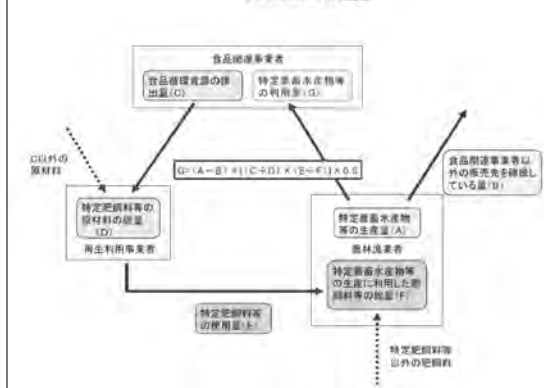 食品関連事業者
食品循環資源の排
出量(C)
特定農畜水産物等
の利用量(G)
C以外の
原材料
G=(A－B)×{(C÷D)×(E÷F)}×0.5
食品関連事業者以
外の販売先を確保し
ている量(B)
特定肥飼料等の
原材料の総量
(D)
再生利用事業者
特定農畜水産物
等の生産量(A)
農林漁業者
特定農畜水産物等
の生産に利用した肥
飼料等の総量(F)
特定肥飼料等
の使用量(E)
特定肥飼料等
以外の肥飼料